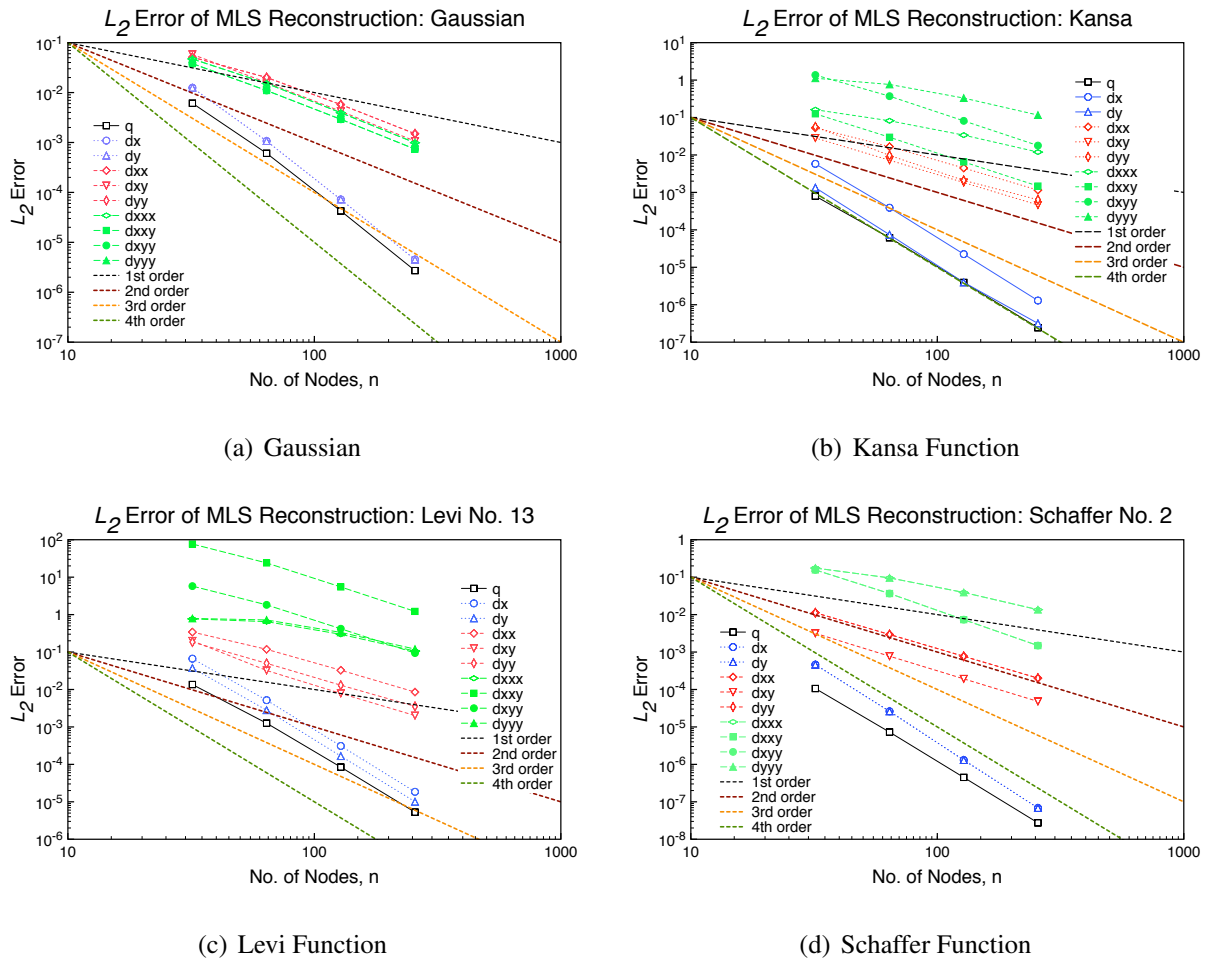 L2 Error of MLS Reconstruction: Gaussian
10^-1
10^-2
10^-3
10^-4
10^-5
10^-6
10^-7
L2 Error
q
dx
dy
dxx
dxy
dyy
dxxx
dxxy
dxyy
dyyy
1st order
2nd order
3rd order
4th order
10
100
1000
No. of Nodes, n
(a) Gaussian
L2 Error of MLS Reconstruction: Kansa
10^1
1
10^-1
10^-2
10^-3
10^-4
10^-5
10^-6
10^-7
L2 Error
q
dx
dy
dxx
dxy
dyy
dxxx
dxxy
dxyy
dyyy
1st order
2nd order
3rd order
4th order
10
100
1000
No. of Nodes, n
(b) Kansa Function
L2 Error of MLS Reconstruction: Levi No. 13
10^2
10^1
1
10^-1
10^-2
10^-3
10^-4
10^-5
10^-6
L2 Error
q
dx
dy
dxx
dxy
dyy
dxxx
dxxy
dxyy
dyyy
1st order
2nd order
3rd order
4th order
10
100
1000
No. of Nodes, n
(c) Levi Function
L2 Error of MLS Reconstruction: Schaffer No. 2
1
10^-1
10^-2
10^-3
10^-4
10^-5
10^-6
10^-7
10^-8
L2 Error
q
dx
dy
dxx
dxy
dyy
dxxx
dxxy
dxyy
dyyy
1st order
2nd order
3rd order
4th order
10
100
1000
No. of Nodes, n
(d) Schaffer Function